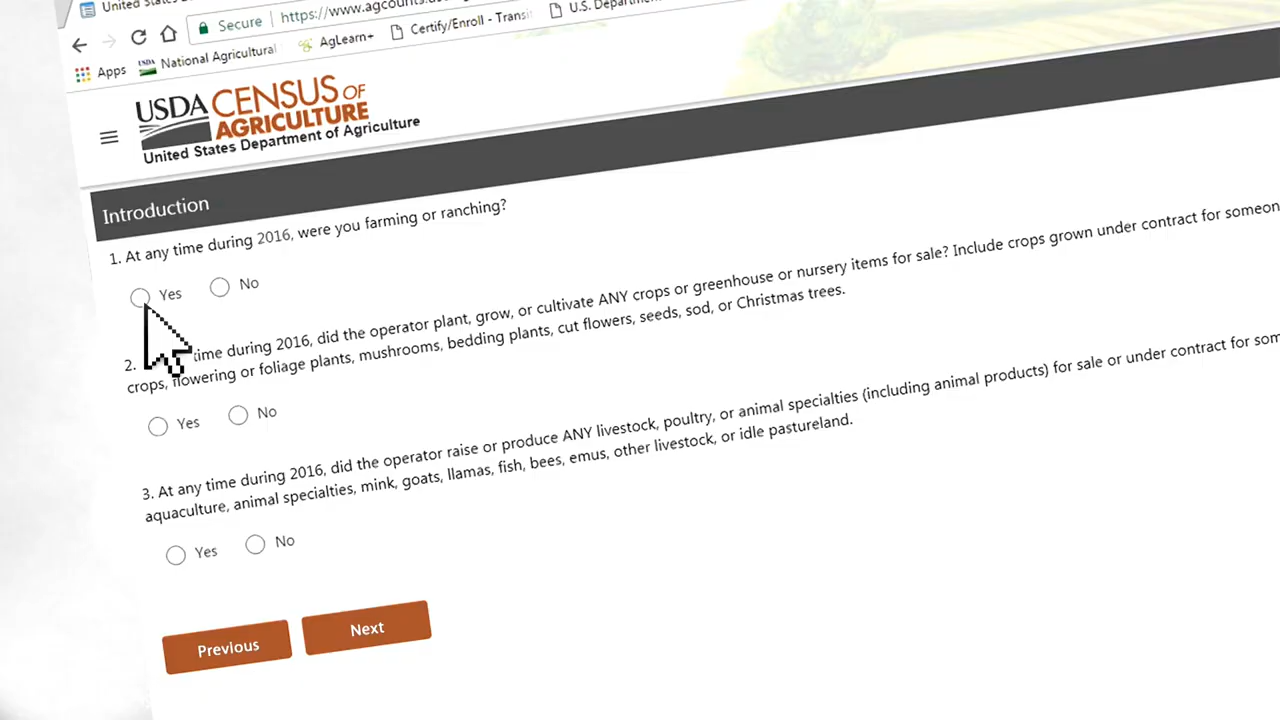 United States
Secure https://www.agcounts.
Apps National Agricultural AgLearn+ Certify/Enroll - Transi U.S.
USDA CENSUS OF AGRICULTURE
United States Department of Agriculture
Introduction
1. At any time during 2016, were you farming or ranching?
Yes No
2. time during 2016, did the operator plant, grow, or cultivate ANY crops or greenhouse or nursery items for sale? Include crops grown under contract for someon
crops, flowering or foliage plants, mushrooms, bedding plants, cut flowers, seeds, sod, or Christmas trees.
Yes No
3. At any time during 2016, did the operator raise or produce ANY livestock, poultry, or animal specialties (including animal products) for sale or under contract for som
aquaculture, animal specialties, mink, goats, llamas, fish, bees, emus, other livestock, or idle pastureland.
Yes No
Previous Next